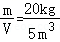 m/V = 20kg/5m³